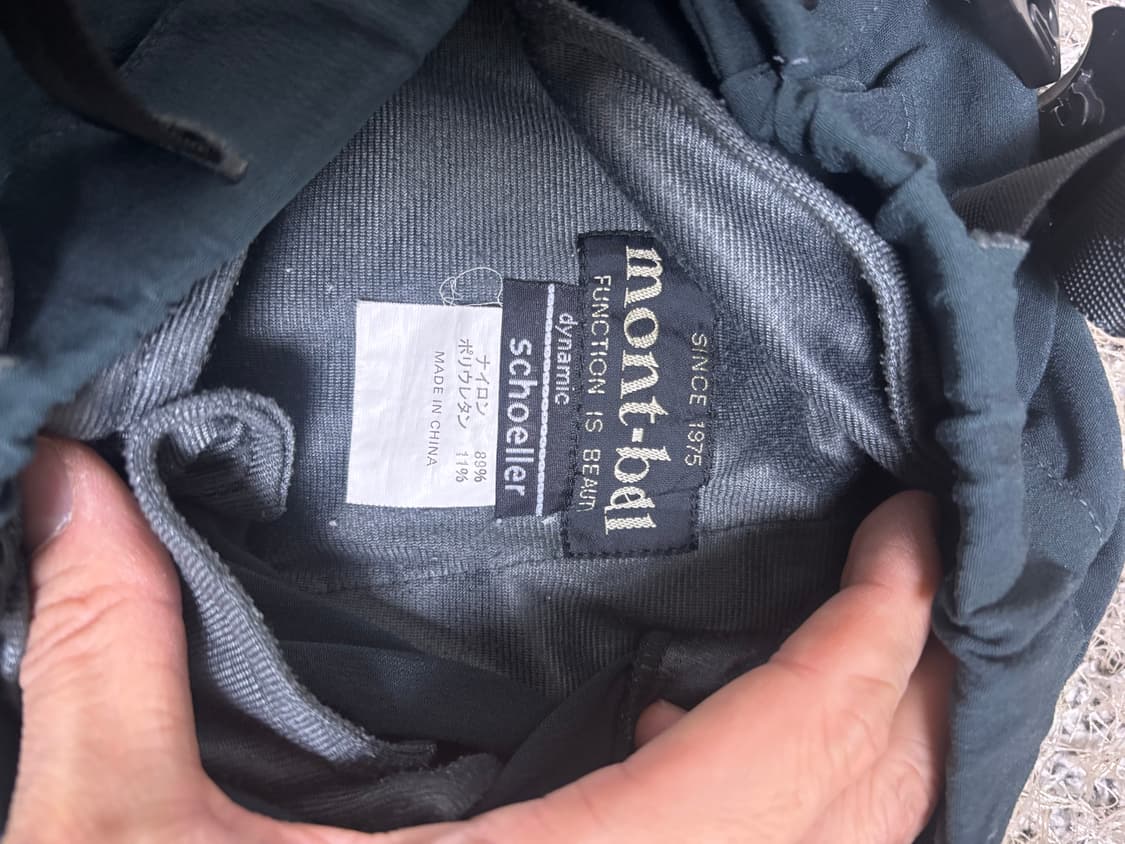 SINCE 1975
mont-bell
FUNCTION IS BEAUTY
dynamic
schoeller
ナイロン 89%
ポリウレタン 11%
MADE IN CHINA